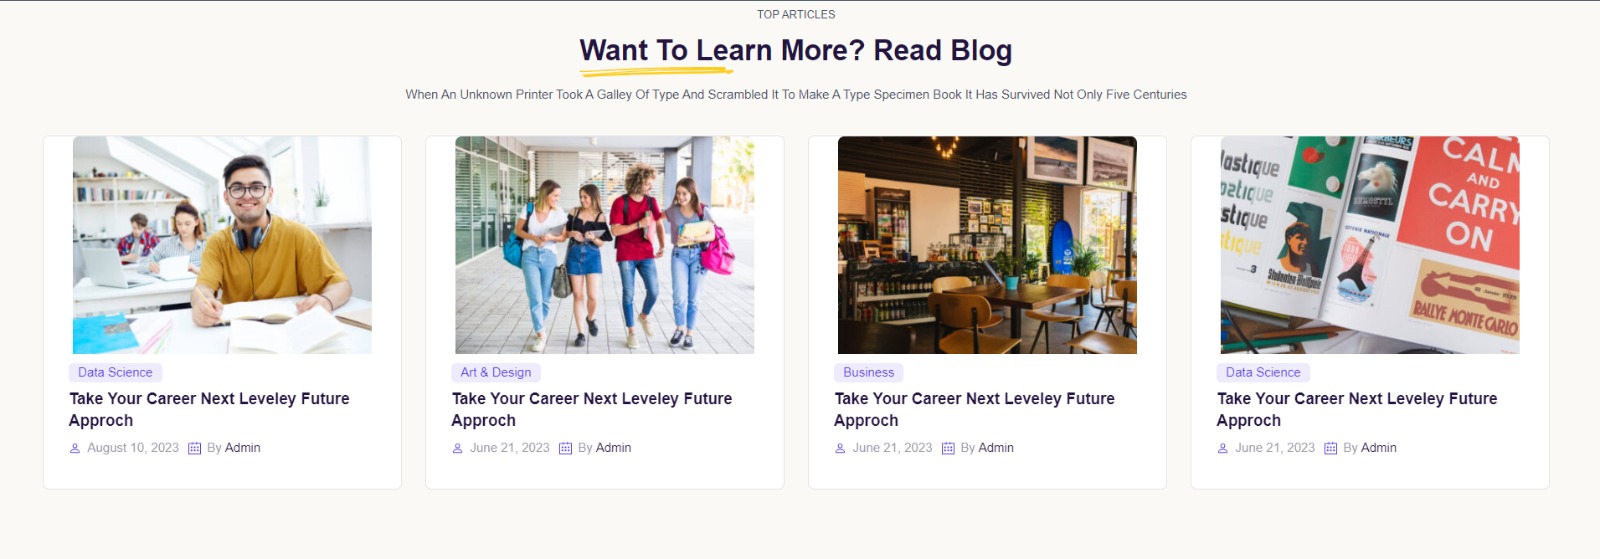 TOP ARTICLES
Want To Learn More? Read Blog
When An Unknown Printer Took A Galley Of Type And Scrambled It To Make A Type Specimen Book It Has Survived Not Only Five Centuries
CALM
AND
CARRY
ON
RALLYE MONTE CARLO
Data Science
Take Your Career Next Leveley Future
Approch
August 10, 2023 By Admin
Art & Design
Take Your Career Next Leveley Future
Approch
June 21, 2023 By Admin
Business
Take Your Career Next Leveley Future
Approch
June 21, 2023 By Admin
Data Science
Take Your Career Next Leveley Future
Approch
June 21, 2023 By Admin